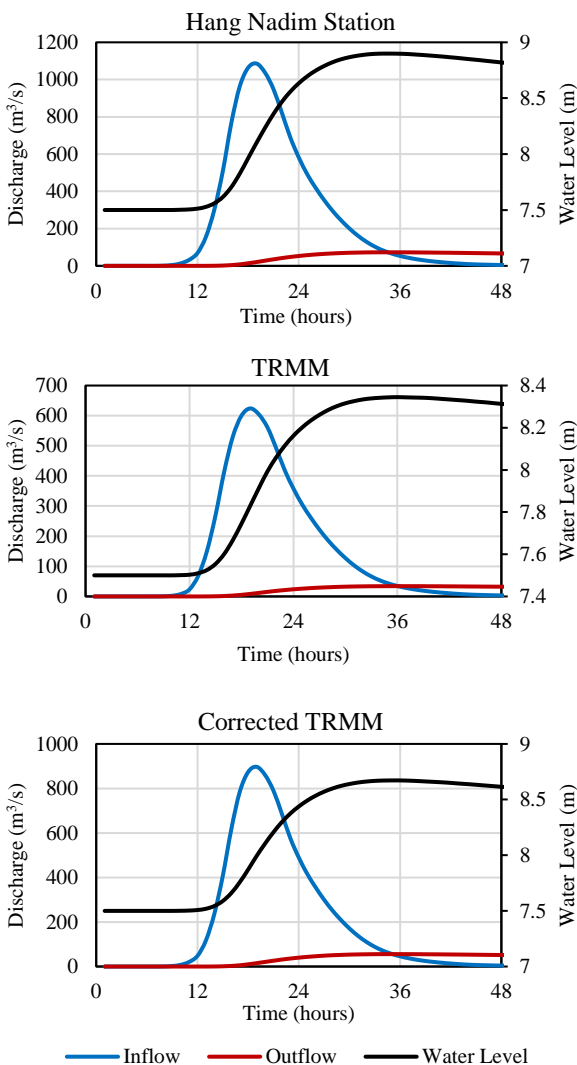 Hang Nadim Station
1200 9
1000 8.5
800
600 8
400 7.5
200
0 7
0 12 24 36 48
Time (hours)
Discharge (m³/s)
Water Level (m)
TRMM
700 8.4
600 8.2
500
400 8
300 7.8
200 7.6
100
0 7.4
0 12 24 36 48
Time (hours)
Discharge (m³/s)
Water Level (m)
Corrected TRMM
1000 9
800 8.5
600 8
400
200 7.5
0 7
0 12 24 36 48
Time (hours)
Discharge (m³/s)
Water Level (m)
Inflow Outflow Water Level